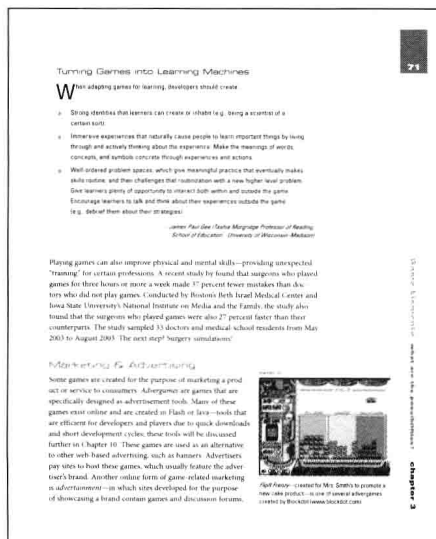 71
Turning Games into Learning Machines
When adapting games for learning, developers should create
Strong identities that learners can create or inhabit (e.g., being a scientist of a
certain sort)
Immersive experiences that naturally cause people to learn important things by living
through and actively thinking about the experience. Make the meanings of words,
concepts, and symbols concrete through experiences and actions.
Well-ordered problem spaces, which give meaningful practice that eventually makes
skills routine, and then challenges that routinization with a new higher level problem.
Give learners plenty of opportunity to interact both within and outside the game.
Encourage learners to talk and think about their experiences outside the game
(e.g. debrief them about their strategies)
James Paul Gee (Tashia Morgridge Professor of Reading,
School of Education, University of Wisconsin-Madison)
Playing games can also improve physical and mental skills—providing unexpected
"training" for certain professions. A recent study by found that surgeons who played
games for three hours or more a week made 37 percent fewer mistakes than doc-
tors who did not play games. Conducted by Boston's Beth Israel Medical Center and
Iowa State University's National Institute on Media and the Family, the study also
found that the surgeons who played games were also 27 percent faster than their
counterparts. The study sampled 33 doctors and medical school residents from May
2003 to August 2003. The next step? Surgery simulations!
Marketing & Advertising
Some games are created for the purpose of marketing a prod-
uct or service to consumers. Advergames are games that are
specifically designed as advertisement tools. Many of these
games exist online and are created in Flash or Java—tools that
are efficient for developers and players due to quick downloads
and short development cycles; these tools will be discussed
further in Chapter 10. These games are used as an alternative
to other web-based advertising, such as banners. Advertisers
pay sites to host these games, which usually feature the adver-
tiser's brand. Another online form of game-related marketing
is advertainment—in which sites developed for the purpose
of showcasing a brand contain games and discussion forums.
Flipit Frenzy—created for Mrs. Smith's to promote a
new cake product—is one of several advergames
created by Blockdot (www.blockdot.com)
Game Elements: what are the possibilities?
chapter 3